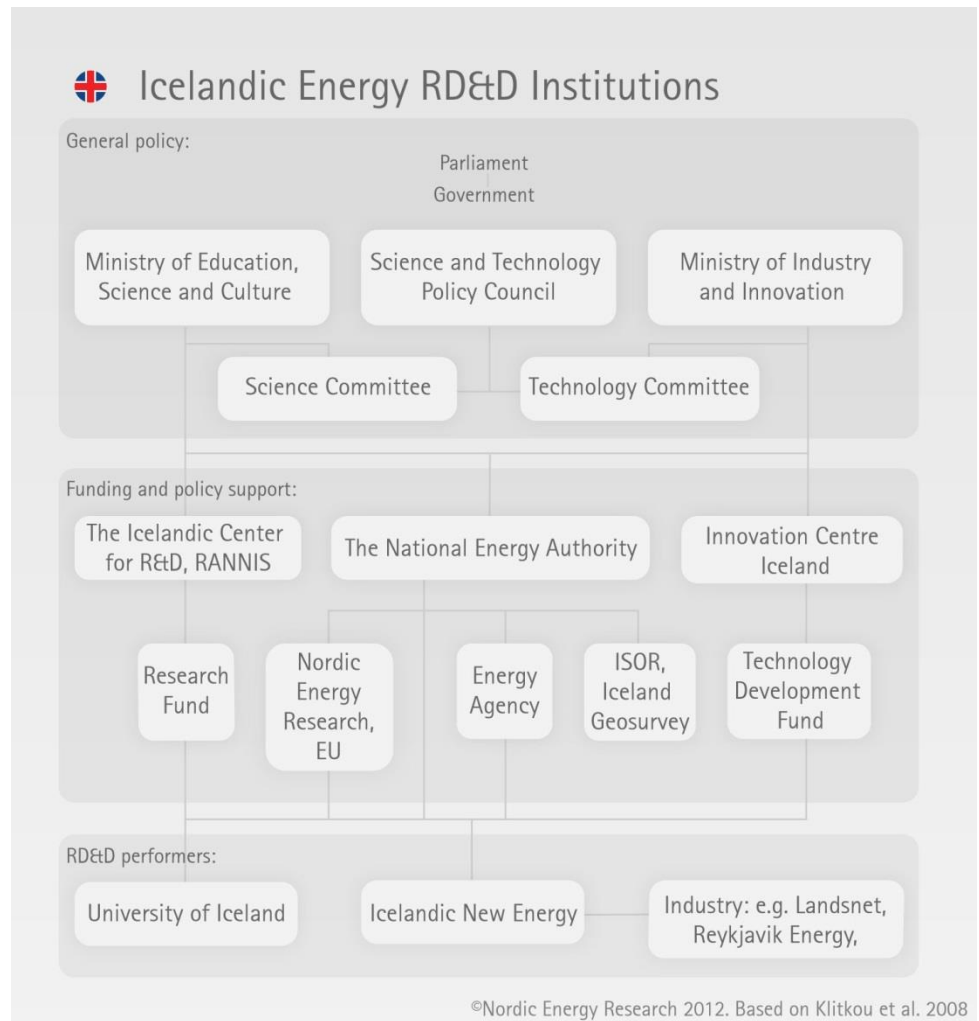 Icelandic Energy RD&D Institutions
General policy:
Parliament
Government
Ministry of Education,
Science and Culture
Science and Technology
Policy Council
Ministry of Industry
and Innovation
Science Committee
Technology Committee
Funding and policy support:
The Icelandic Center
for R&D, RANNIS
The National Energy Authority
Innovation Centre
Iceland
Research
Fund
Nordic
Energy
Research,
EU
Energy
Agency
ISOR,
Iceland
Geosurvey
Technology
Development
Fund
RD&D performers:
University of Iceland
Icelandic New Energy
Industry: e.g. Landsnet,
Reykjavik Energy,
©Nordic Energy Research 2012. Based on Klitkou et al. 2008